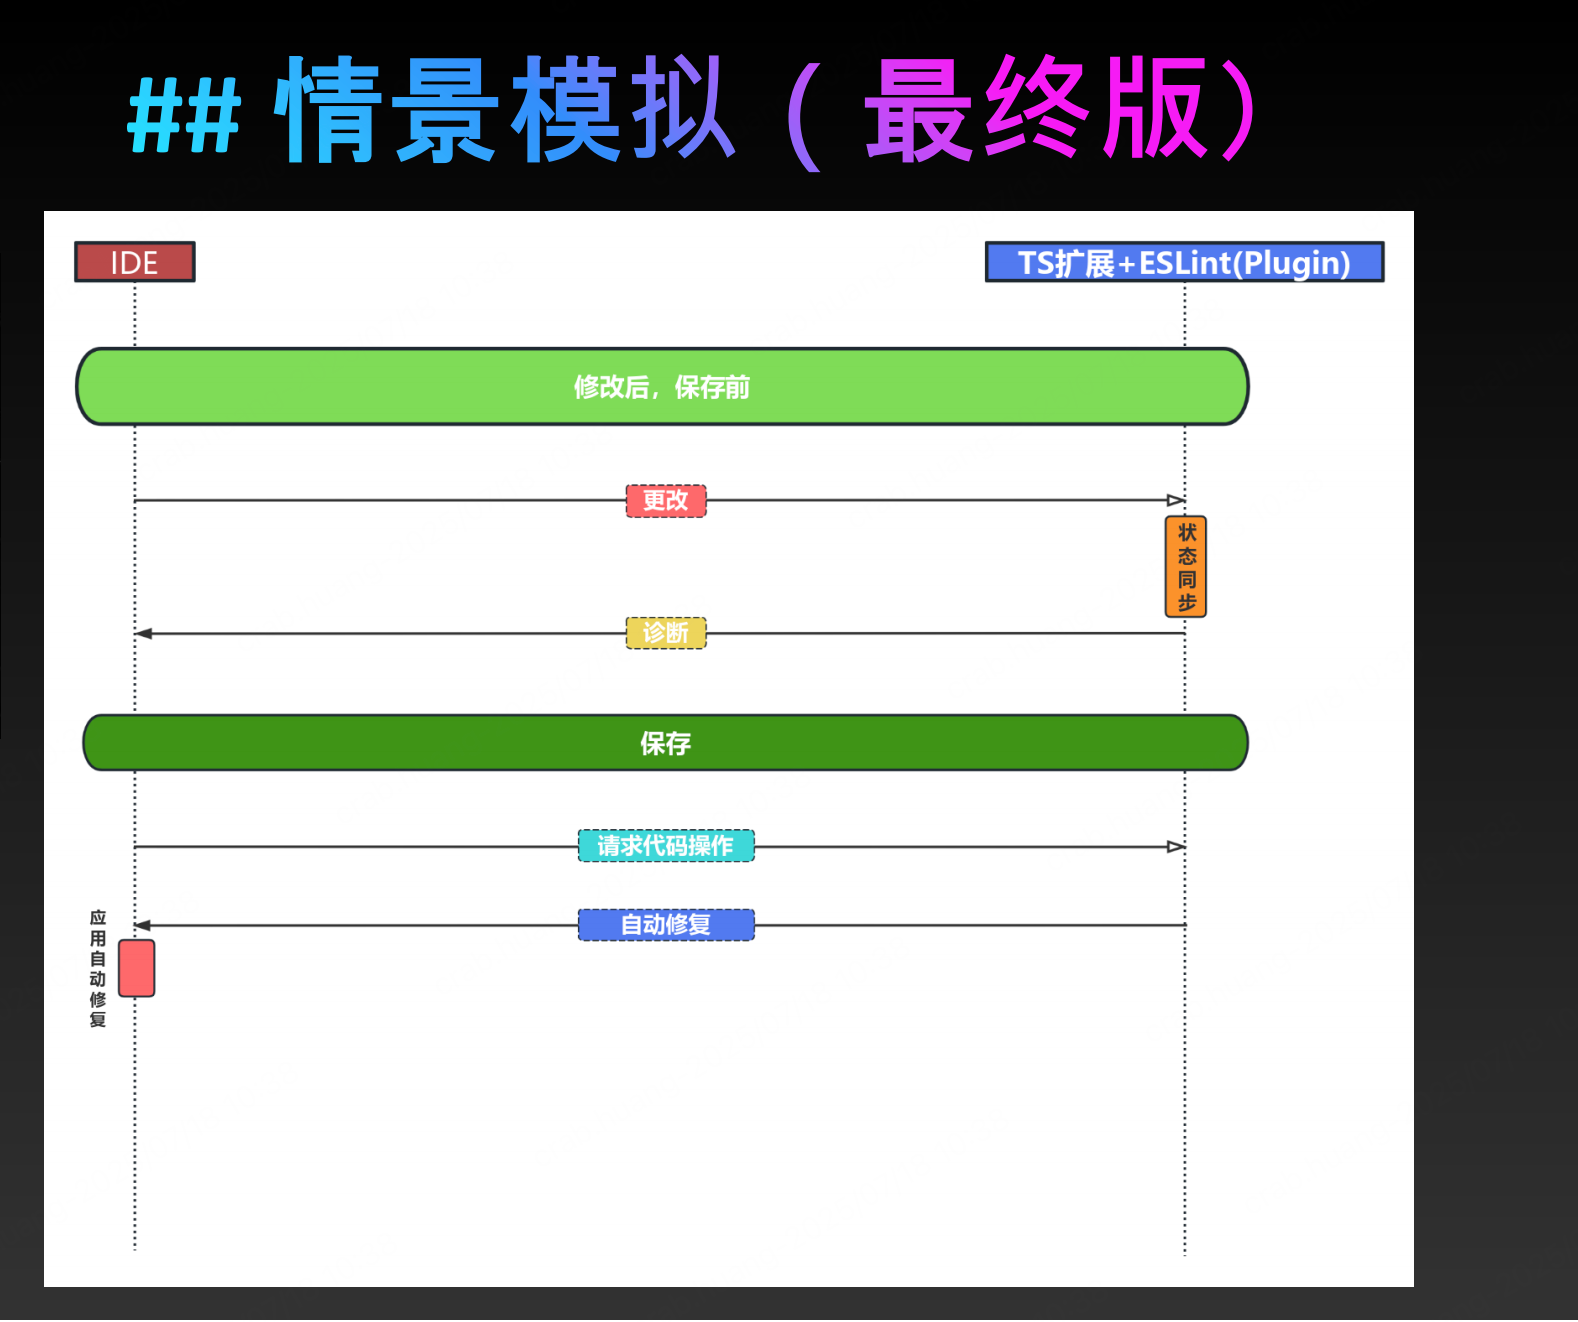 ## 情景模拟（最终版）
IDE
TS扩展+ESLint(Plugin)
修改后，保存前
更改
状态同步
诊断
保存
请求代码操作
自动修复
应用自动修复